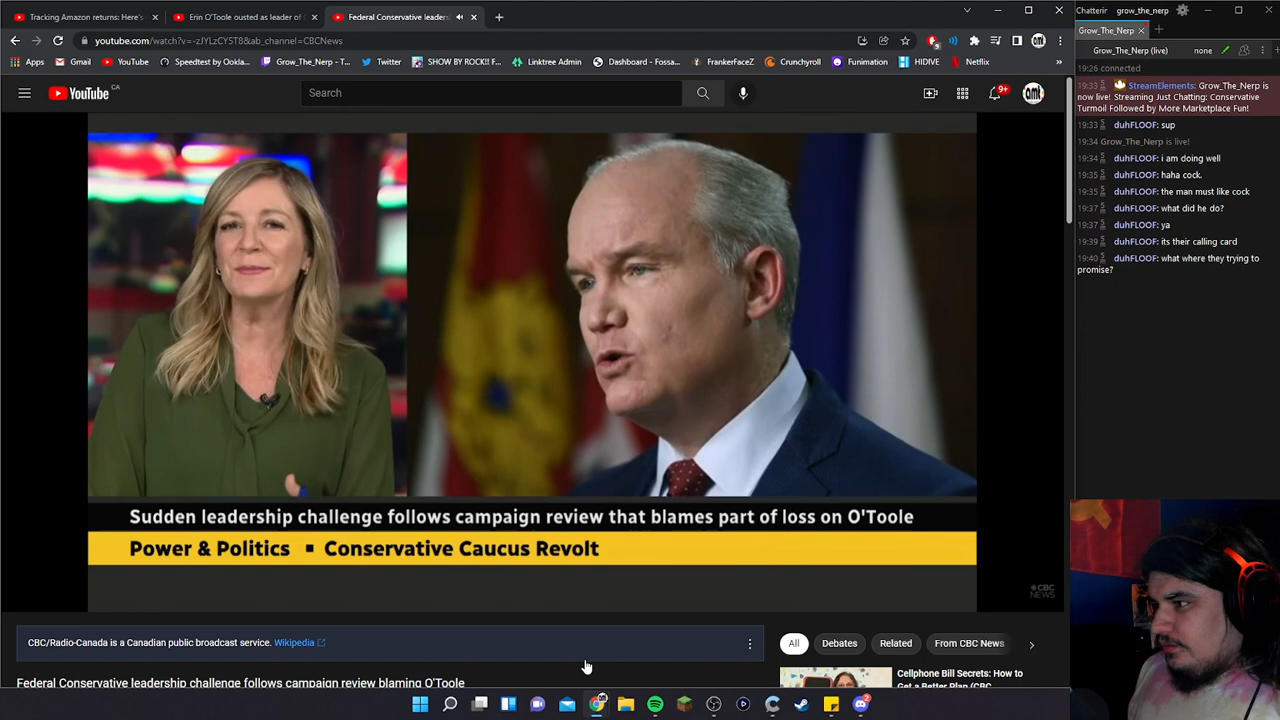 Tracking Amazon returns: Here's
Erin O'Toole ousted as leader of
Federal Conservative leaders
youtube.com/watch?v=-zJYLzCY5T8&ab_channel=CBCNews
Apps
Gmail
YouTube
Speedtest by Ookla...
Grow_The_Nerp - T...
Twitter
SHOW BY ROCK!! F...
Linktree Admin
Dashboard - Fossa...
FrankerFaceZ
Crunchyroll
Funimation
HIDIVE
Netflix
YouTube CA
Search
9+
amk
Sudden leadership challenge follows campaign review that blames part of loss on O'Toole
Power & Politics ▪ Conservative Caucus Revolt
CBC
NEWS
CBC/Radio-Canada is a Canadian public broadcast service. Wikipedia
All
Debates
Related
From CBC News
Federal Conservative leadership challenge follows campaign review blaming O'Toole
Cellphone Bill Secrets: How to
Get a Better Plan (CBC
2
Chatterir
grow_the_nerp
Grow_The_Nerp
Grow_The_Nerp (live)
none
19:26 connected
19:33 StreamElements: Grow_The_Nerp is
now live! Streaming Just Chatting: Conservative
Turmoil Followed by More Marketplace Fun!
19:33 duhFLOOF: sup
19:34 Grow_The_Nerp is live!
19:34 duhFLOOF: i am doing well
19:35 duhFLOOF: haha cock.
19:35 duhFLOOF: the man must like cock
19:37 duhFLOOF: what did he do?
19:37 duhFLOOF: ya
19:39 duhFLOOF: its their calling card
19:40 duhFLOOF: what where they trying to
promise?